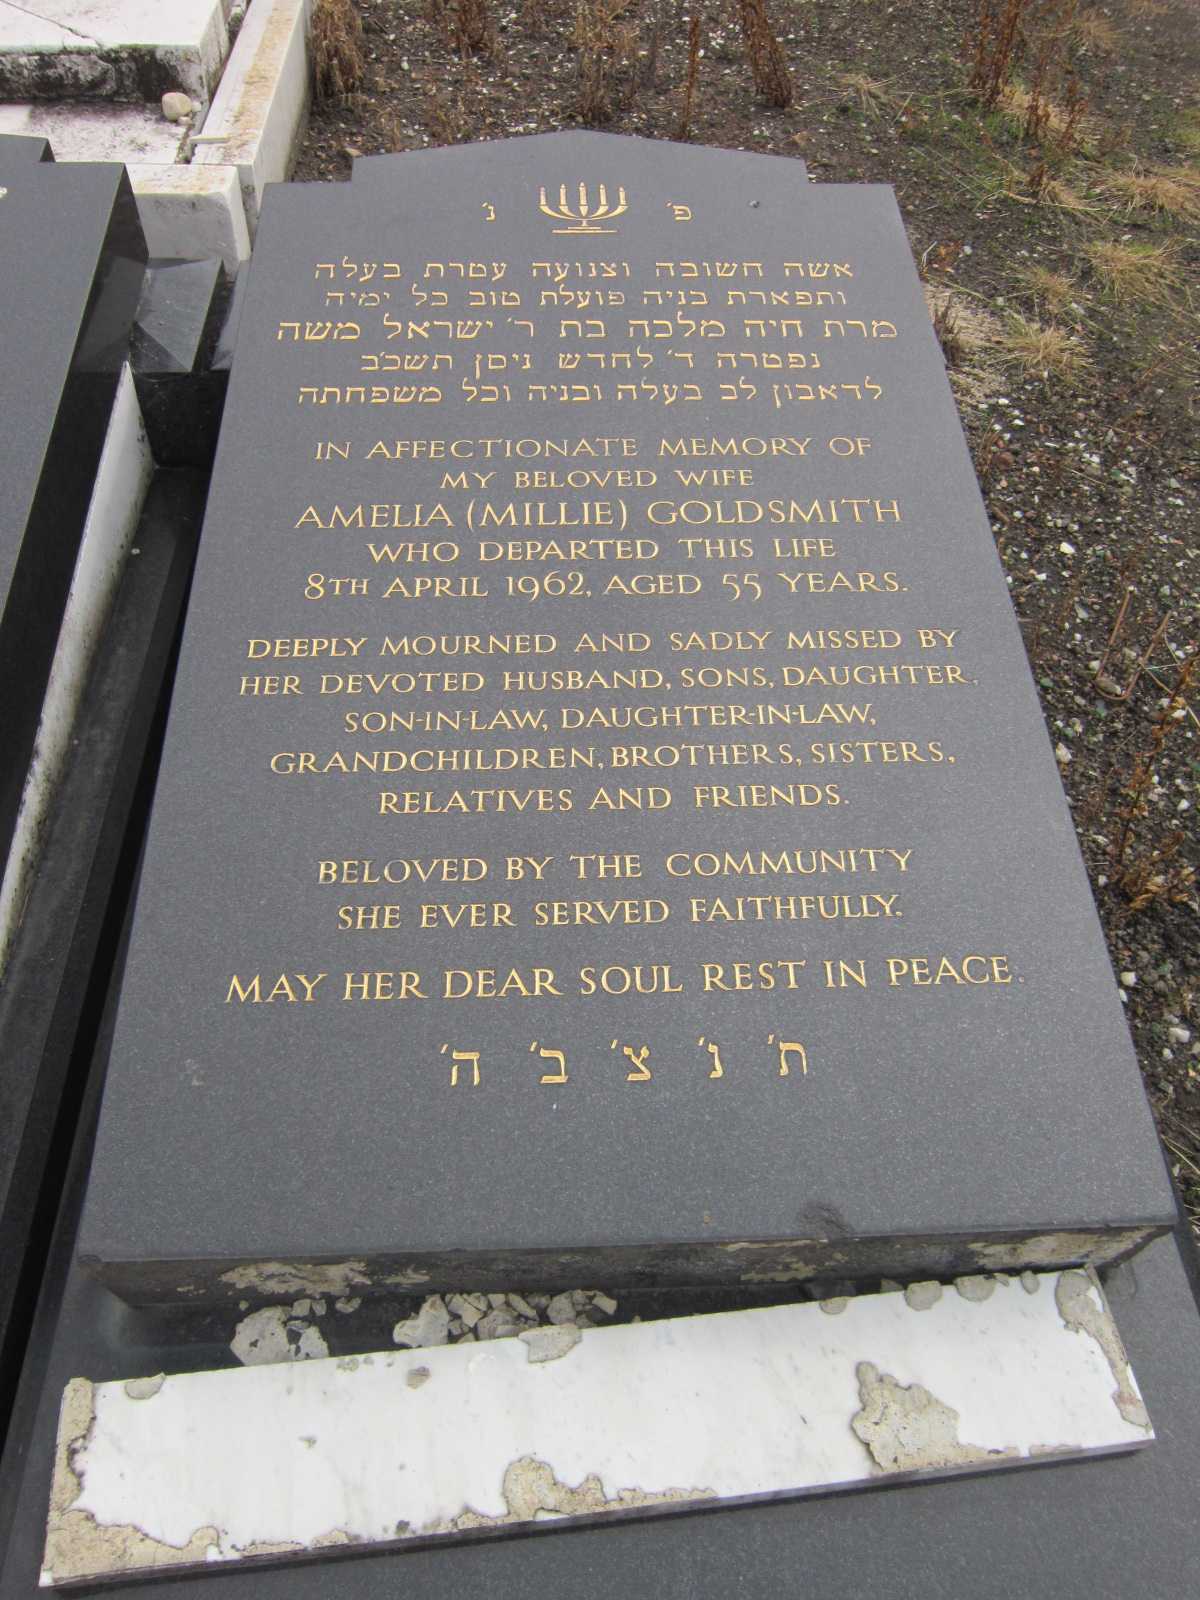 פ׳ נ׳
אשה חשובה וצנועה עטרת בעלה
ותפארת בניה פועלת טוב כל ימיה
מרת חיה מלכה בת ר׳ ישראל משה
נפטרה ד׳ לחדש ניסן תשכ״ב
לדאבון לב בעלה ובניה וכל משפחתה
IN AFFECTIONATE MEMORY OF
MY BELOVED WIFE
AMELIA (MILLIE) GOLDSMITH
WHO DEPARTED THIS LIFE
8TH APRIL 1962, AGED 55 YEARS.
DEEPLY MOURNED AND SADLY MISSED BY
HER DEVOTED HUSBAND, SONS, DAUGHTER,
SON-IN-LAW, DAUGHTER-IN-LAW,
GRANDCHILDREN, BROTHERS, SISTERS,
RELATIVES AND FRIENDS.
BELOVED BY THE COMMUNITY
SHE EVER SERVED FAITHFULLY.
MAY HER DEAR SOUL REST IN PEACE.
ת׳ נ׳ צ׳ ב׳ ה׳